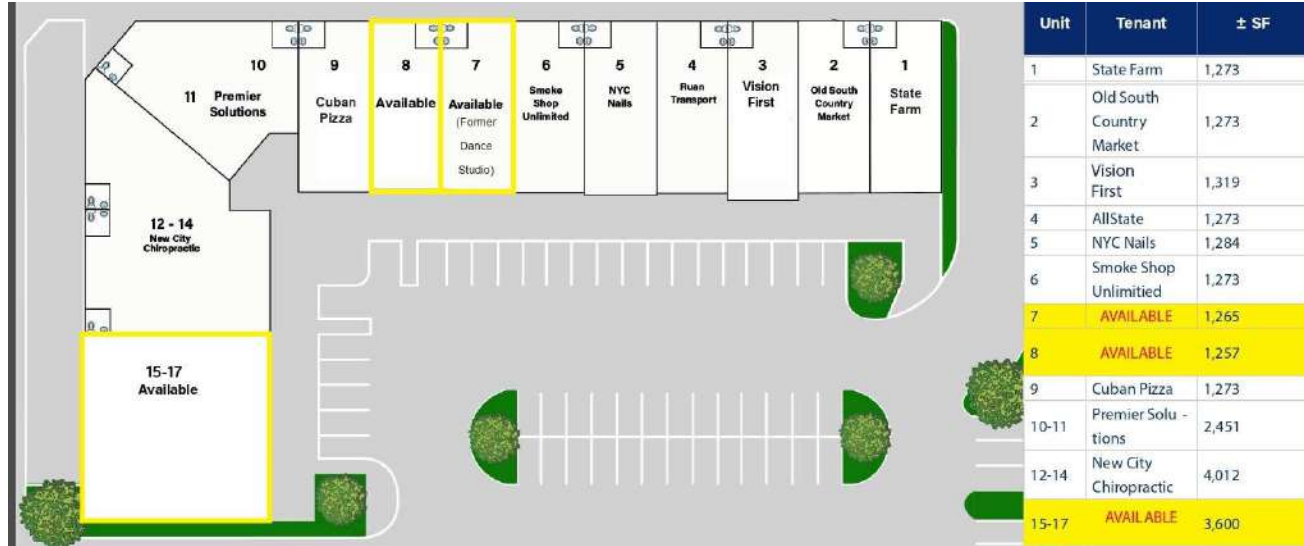 10
11 Premier
Solutions
9
Cuban
Pizza
8
Available
7
Available
(Former
Dance
Studio)
6
Smoke
Shop
Unlimited
5
NYC
Nails
4
Ruan
Transport
3
Vision
First
2
Old South
Country
Market
1
State
Farm
12 - 14
New City
Chiropractic
15-17
Available
Unit Tenant ± SF
1 State Farm 1,273
Old South
2 Country 1,273
Market
Vision
3 1,319
First
4 AllState 1,273
5 NYC Nails 1,284
Smoke Shop
6 1,273
Unlimitied
7 AVAILABLE 1,265
8 AVAILABLE 1,257
9 Cuban Pizza 1,273
Premier Solu -
10-11 2,451
tions
New City
12-14 4,012
Chiropractic
15-17 AVAILABLE 3,600